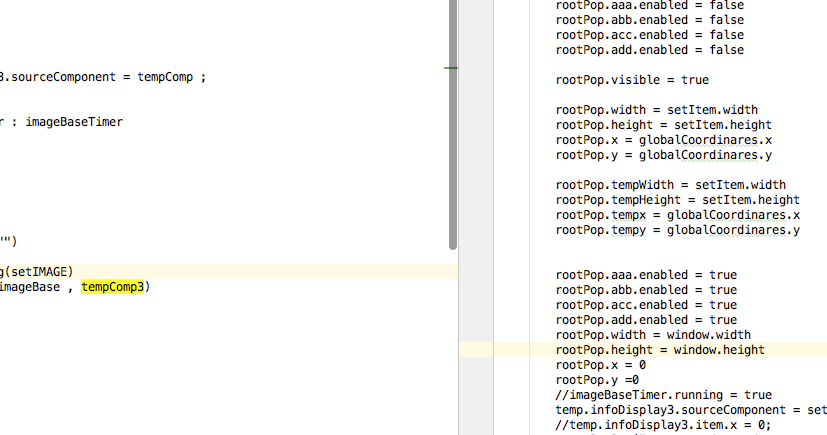 3.sourceComponent = tempComp ;
r : imageBaseTimer
"")
g(setIMAGE)
imageBase , tempComp3)
rootPop.aaa.enabled = false
rootPop.abb.enabled = false
rootPop.acc.enabled = false
rootPop.add.enabled = false
rootPop.visible = true
rootPop.width = setItem.width
rootPop.height = setItem.height
rootPop.x = globalCoordinares.x
rootPop.y = globalCoordinares.y
rootPop.tempWidth = setItem.width
rootPop.tempHeight = setItem.height
rootPop.tempx = globalCoordinares.x
rootPop.tempy = globalCoordinares.y
rootPop.aaa.enabled = true
rootPop.abb.enabled = true
rootPop.acc.enabled = true
rootPop.add.enabled = true
rootPop.width = window.width
rootPop.height = window.height
rootPop.x = 0
rootPop.y =0
//imageBaseTimer.running = true
temp.infoDisplay3.sourceComponent = set
//temp.infoDisplay3.item.x = 0;